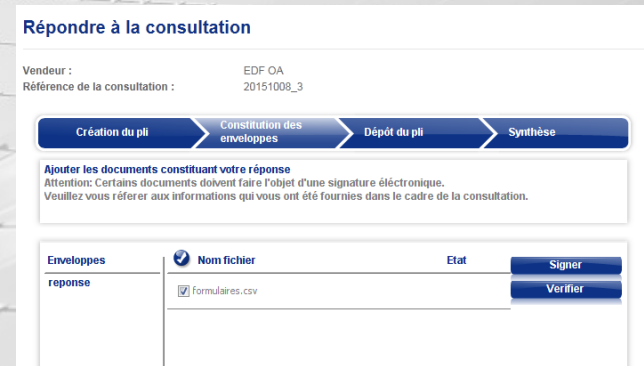 Répondre à la consultation
Vendeur : EDF OA
Référence de la consultation : 20151008_3
Création du pli Constitution des enveloppes Dépôt du pli Synthèse
Ajouter les documents constituant votre réponse
Attention: Certains documents doivent faire l'objet d'une signature éléctronique.
Veuillez vous réferer aux informations qui vous ont été fournies dans le cadre de la consultation.
Enveloppes Nom fichier Etat Signer
reponse formulaires.csv Verifier